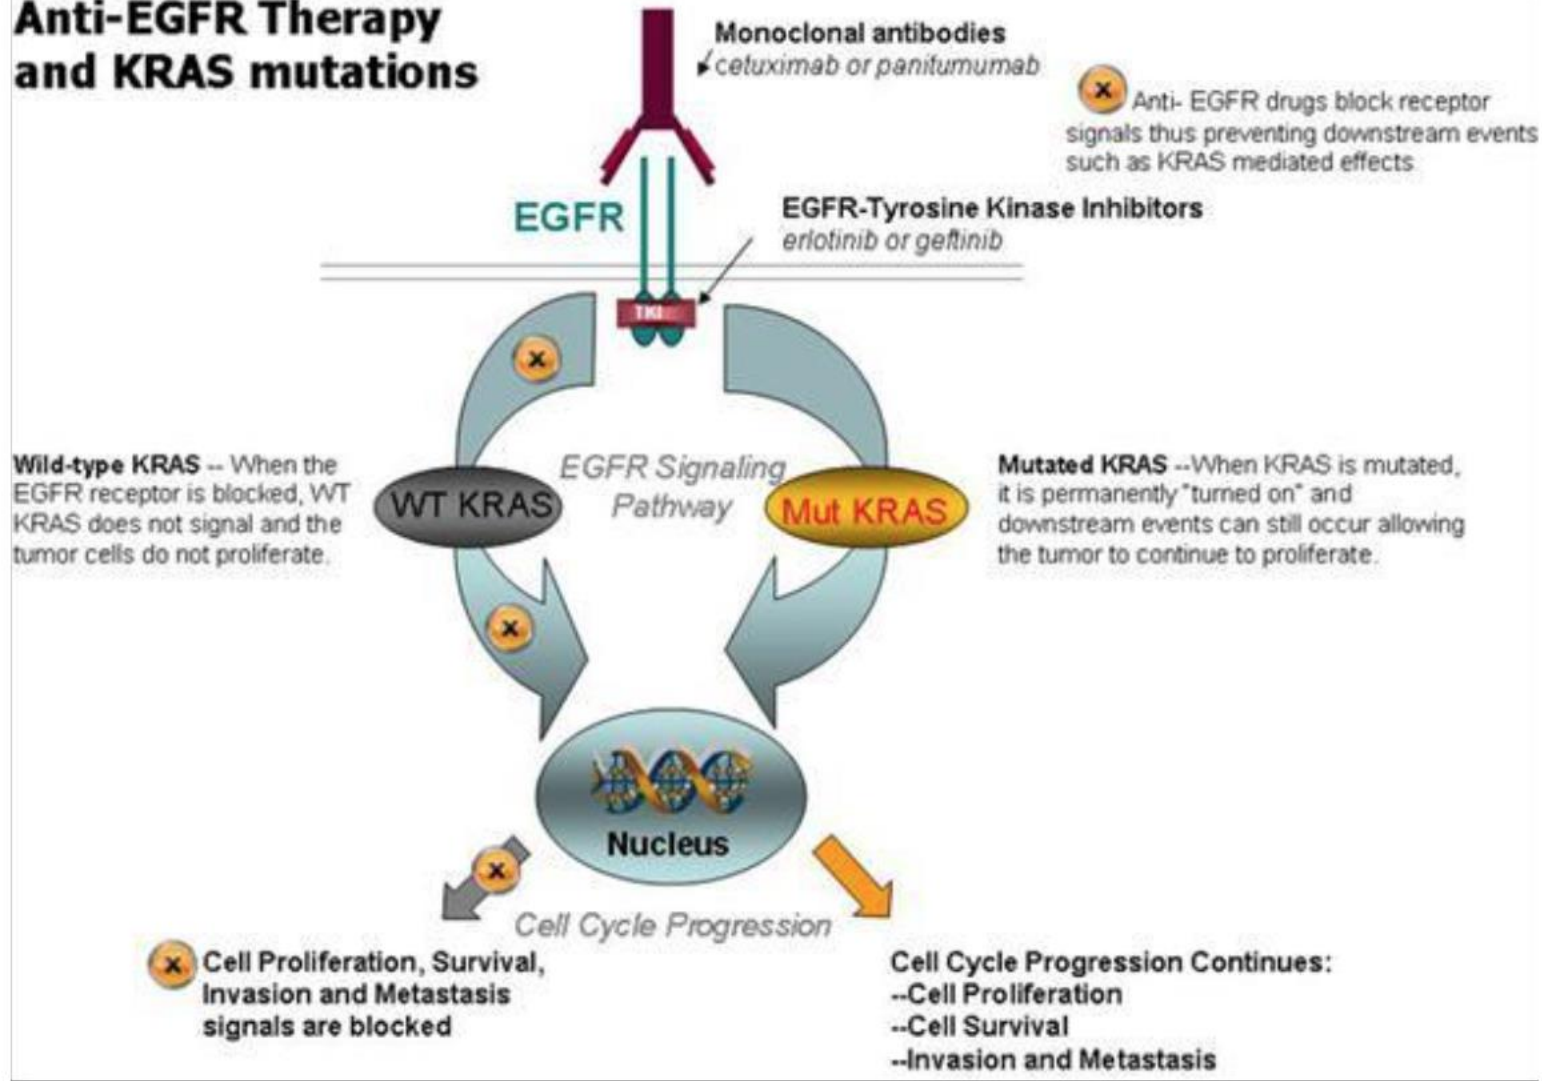 Anti-EGFR Therapy
and KRAS mutations
Monoclonal antibodies
cetuximab or panitumumab
x
Anti- EGFR drugs block receptor
signals thus preventing downstream events
such as KRAS mediated effects.
EGFR
EGFR-Tyrosine Kinase Inhibitors
erlotinib or geftinib
TKI
x
Wild-type KRAS -- When the
EGFR receptor is blocked, WT
KRAS does not signal and the
tumor cells do not proliferate.
WT KRAS
EGFR Signaling
Pathway
Mut KRAS
Mutated KRAS --When KRAS is mutated,
it is permanently "turned on" and
downstream events can still occur allowing
the tumor to continue to proliferate.
x
Nucleus
x
Cell Cycle Progression
x
Cell Proliferation, Survival,
Invasion and Metastasis
signals are blocked
Cell Cycle Progression Continues:
--Cell Proliferation
--Cell Survival
--Invasion and Metastasis